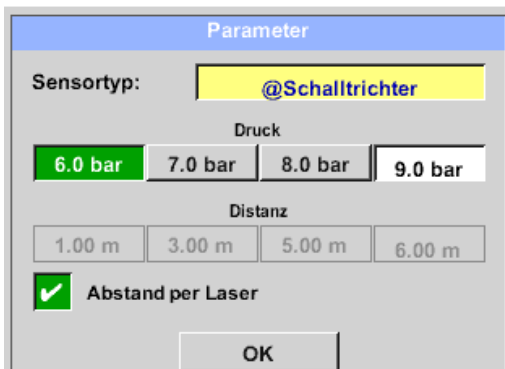 Parameter
Sensortyp: @Schalltrichter
Druck
6.0 bar 7.0 bar 8.0 bar 9.0 bar
Distanz
1.00 m 3.00 m 5.00 m 6.00 m
Abstand per Laser
OK